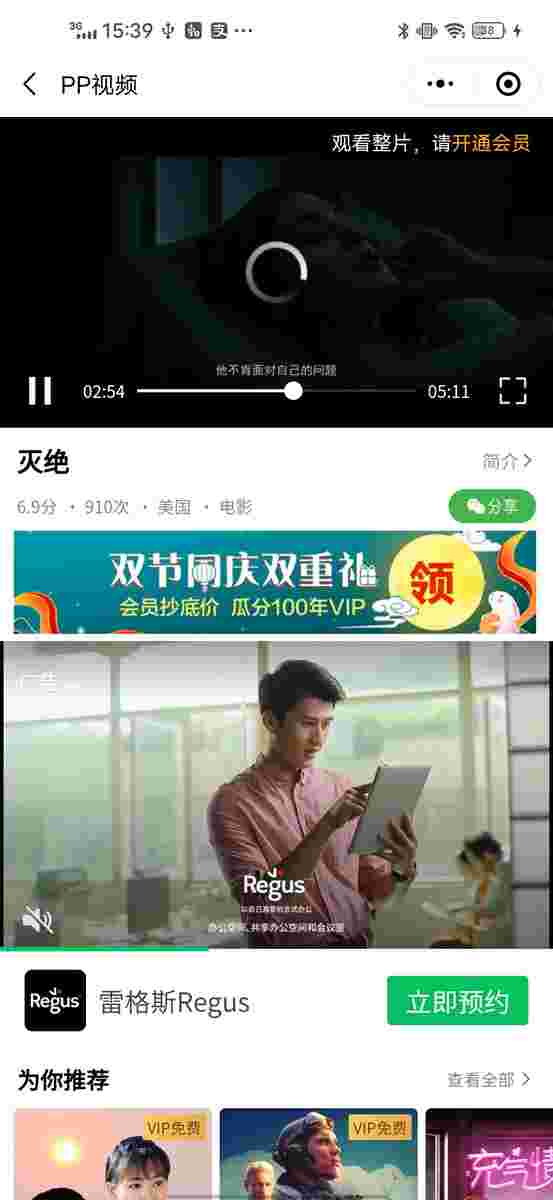 3G 15:39
PP视频
观看整片，请开通会员
他不肯面对自己的问题
02:54
05:11
灭绝
简介
6.9分 · 910次 · 美国 · 电影
分享
双节同庆双重礼
领
会员抄底价 瓜分100年VIP
广告
Regus
办公空间、共享办公空间和会议室
Regus
雷格斯Regus
立即预约
为你推荐
查看全部
VIP免费
VIP免费